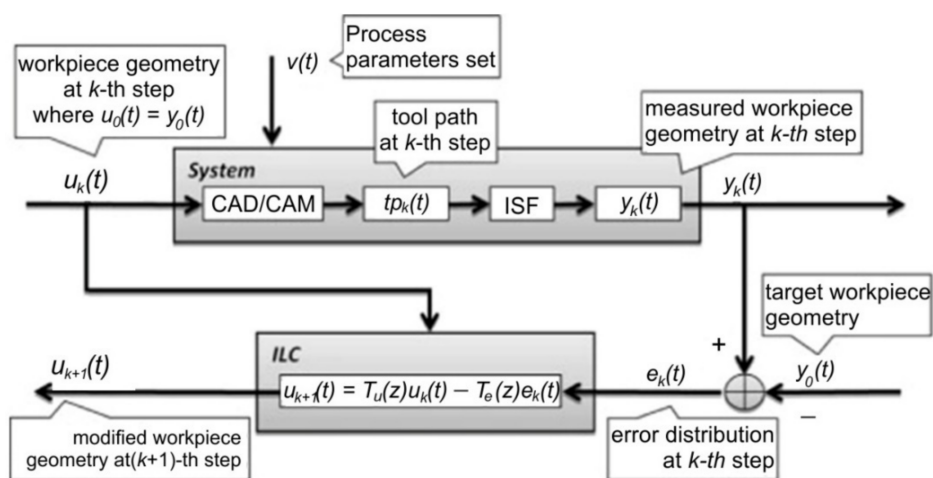 workpiece geometry
at k-th step
where u₀(t) = y₀(t)
v(t)
Process
parameters set
tool path
at k-th step
measured workpiece
geometry at k-th step
uₖ(t)
System
yₖ(t)
CAD/CAM
tpₖ(t)
ISF
yₖ(t)
target workpiece
geometry
+
ILC
uₖ₊₁(t)
uₖ₊₁(t) = Tᵤ(z)uₖ(t) – Tₑ(z)eₖ(t)
eₖ(t)
y₀(t)
–
modified workpiece
geometry at(k+1)-th step
error distribution
at k-th step